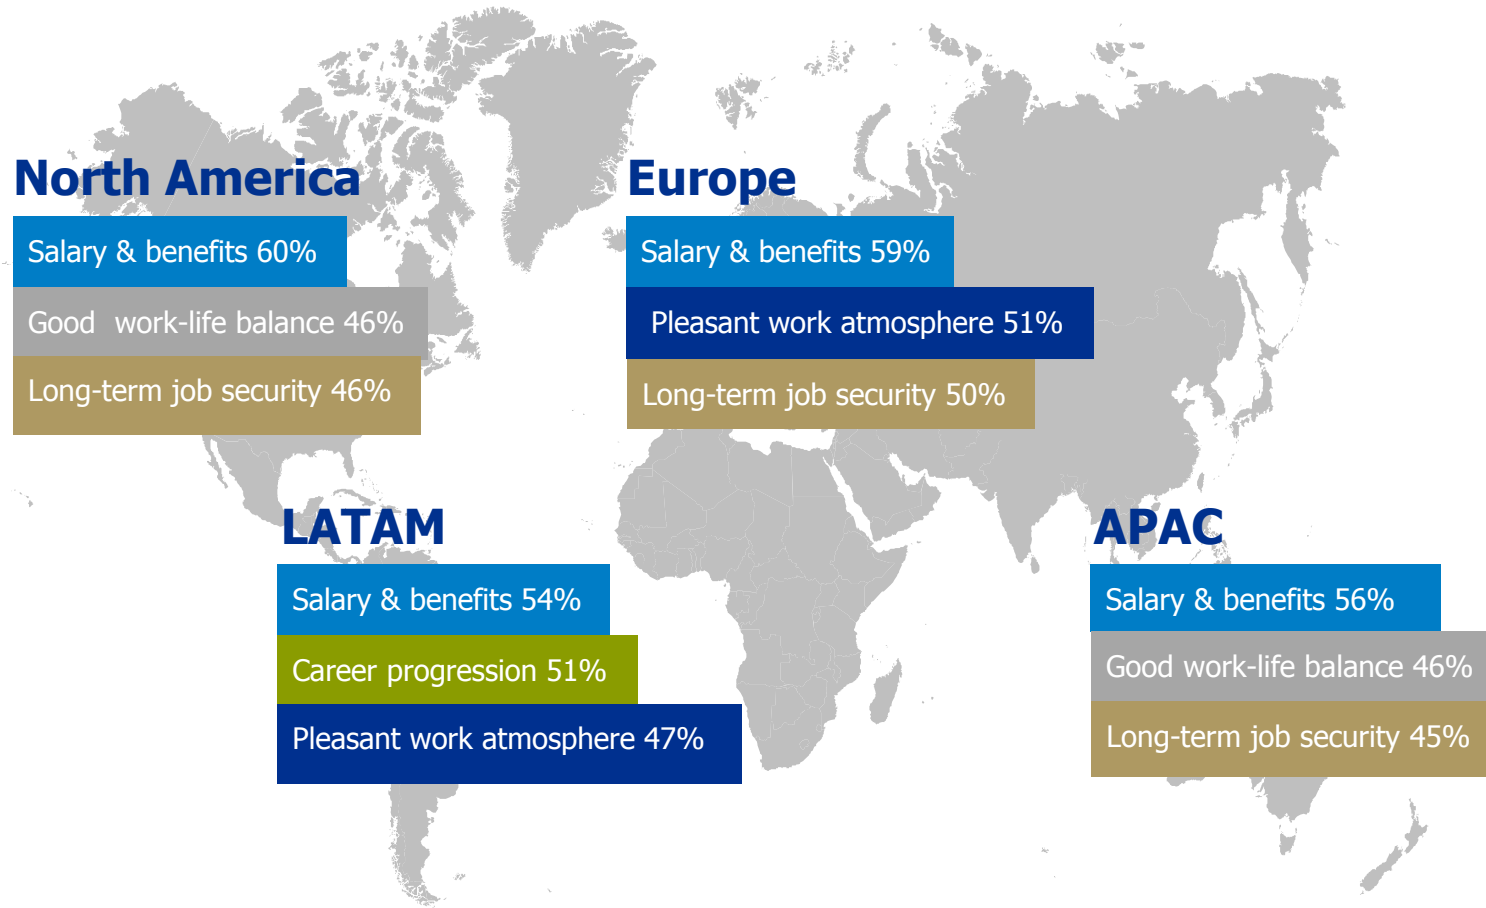 North America
Salary & benefits 60%
Good work-life balance 46%
Long-term job security 46%
Europe
Salary & benefits 59%
Pleasant work atmosphere 51%
Long-term job security 50%
LATAM
Salary & benefits 54%
Career progression 51%
Pleasant work atmosphere 47%
APAC
Salary & benefits 56%
Good work-life balance 46%
Long-term job security 45%